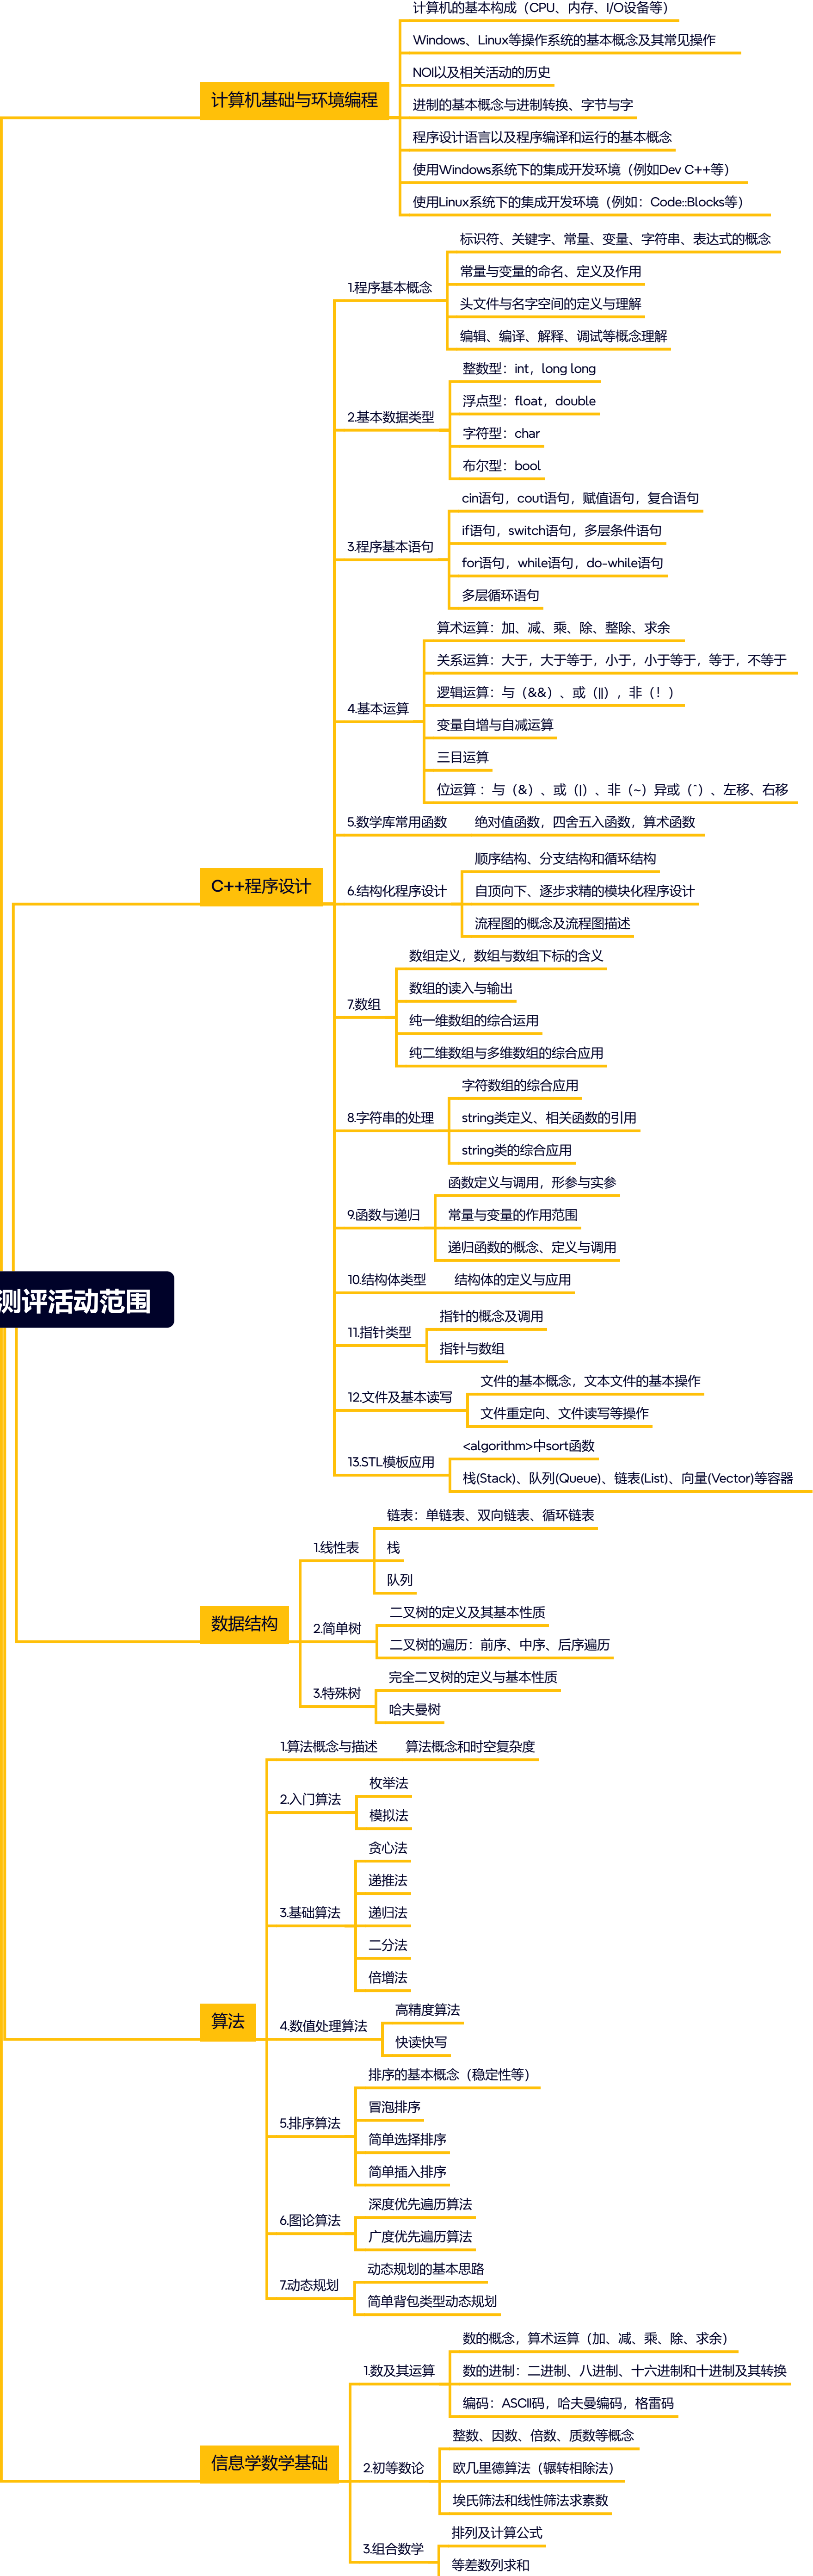 测评活动范围
计算机基础与环境编程
计算机的基本构成（CPU、内存、I/O设备等）
Windows、Linux等操作系统的基本概念及其常见操作
NOI以及相关活动的历史
进制的基本概念与进制转换、字节与字
程序设计语言以及程序编译和运行的基本概念
使用Windows系统下的集成开发环境（例如Dev C++等）
使用Linux系统下的集成开发环境（例如：Code::Blocks等）
C++程序设计
1.程序基本概念
标识符、关键字、常量、变量、字符串、表达式的概念
常量与变量的命名、定义及作用
头文件与名字空间的定义与理解
编辑、编译、解释、调试等概念理解
2.基本数据类型
整数型：int，long long
浮点型：float，double
字符型：char
布尔型：bool
3.程序基本语句
cin语句，cout语句，赋值语句，复合语句
if语句，switch语句，多层条件语句
for语句，while语句，do-while语句
多层循环语句
4.基本运算
算术运算：加、减、乘、除、整除、求余
关系运算：大于，大于等于，小于，小于等于，等于，不等于
逻辑运算：与（&&）、或（||），非（！）
变量自增与自减运算
三目运算
位运算 ：与（&）、或（|）、非（~）异或（^）、左移、右移
5.数学库常用函数
绝对值函数，四舍五入函数，算术函数
6.结构化程序设计
顺序结构、分支结构和循环结构
自顶向下、逐步求精的模块化程序设计
流程图的概念及流程图描述
7.数组
数组定义，数组与数组下标的含义
数组的读入与输出
纯一维数组的综合运用
纯二维数组与多维数组的综合应用
8.字符串的处理
字符数组的综合应用
string类定义、相关函数的引用
string类的综合应用
9.函数与递归
函数定义与调用，形参与实参
常量与变量的作用范围
递归函数的概念、定义与调用
10.结构体类型
结构体的定义与应用
11.指针类型
指针的概念及调用
指针与数组
12.文件及基本读写
文件的基本概念，文本文件的基本操作
文件重定向、文件读写等操作
13.STL模板应用
<algorithm>中sort函数
栈(Stack)、队列(Queue)、链表(List)、向量(Vector)等容器
数据结构
1.线性表
链表：单链表、双向链表、循环链表
栈
队列
2.简单树
二叉树的定义及其基本性质
二叉树的遍历：前序、中序、后序遍历
3.特殊树
完全二叉树的定义与基本性质
哈夫曼树
算法
1.算法概念与描述
算法概念和时空复杂度
2.入门算法
枚举法
模拟法
3.基础算法
贪心法
递推法
递归法
二分法
倍增法
4.数值处理算法
高精度算法
快读快写
5.排序算法
排序的基本概念（稳定性等）
冒泡排序
简单选择排序
简单插入排序
6.图论算法
深度优先遍历算法
广度优先遍历算法
7.动态规划
动态规划的基本思路
简单背包类型动态规划
信息学数学基础
1.数及其运算
数的概念，算术运算（加、减、乘、除、求余）
数的进制：二进制、八进制、十六进制和十进制及其转换
编码：ASCII码，哈夫曼编码，格雷码
2.初等数论
整数、因数、倍数、质数等概念
欧几里德算法（辗转相除法）
埃氏筛法和线性筛法求素数
3.组合数学
排列及计算公式
等差数列求和